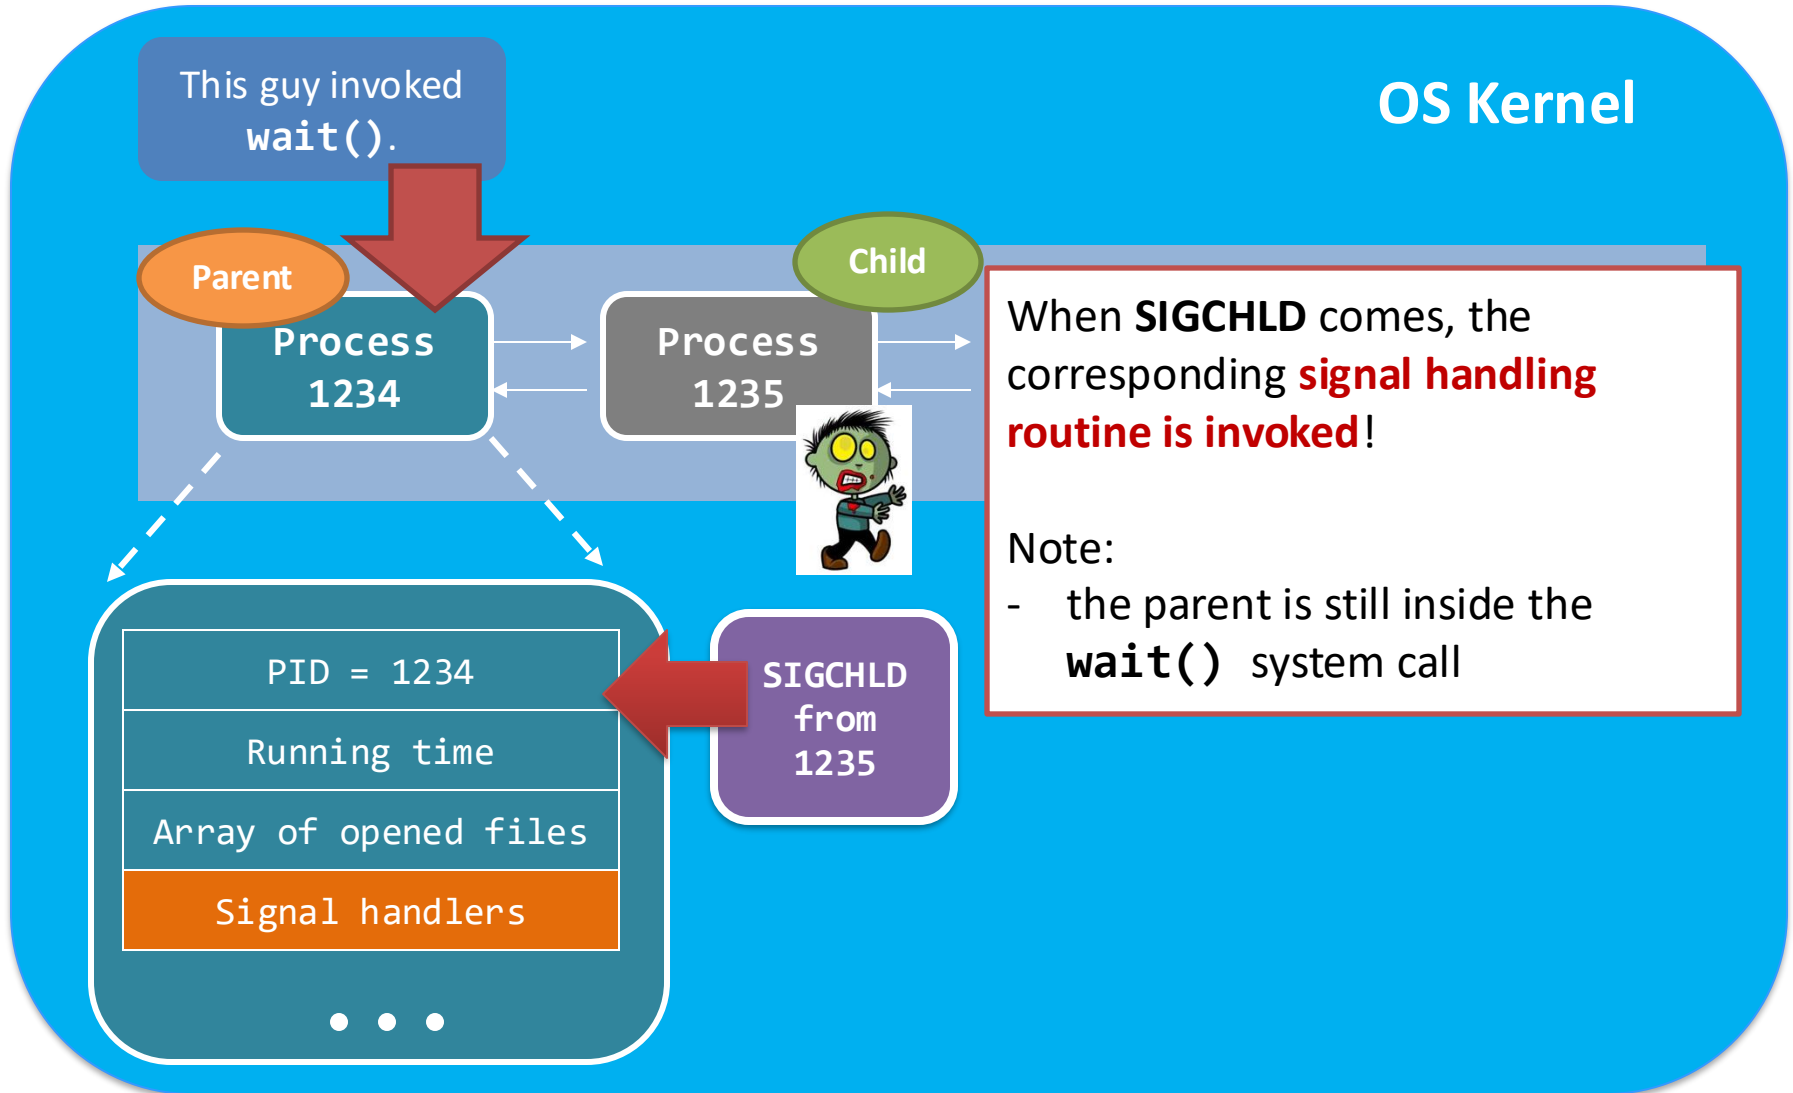 This guy invoked
wait().
OS Kernel
Parent
Child
Process
1234
Process
1235
When SIGCHLD comes, the
corresponding signal handling
routine is invoked!
Note:
- the parent is still inside the
wait() system call
PID = 1234
Running time
Array of opened files
Signal handlers
SIGCHLD
from
1235